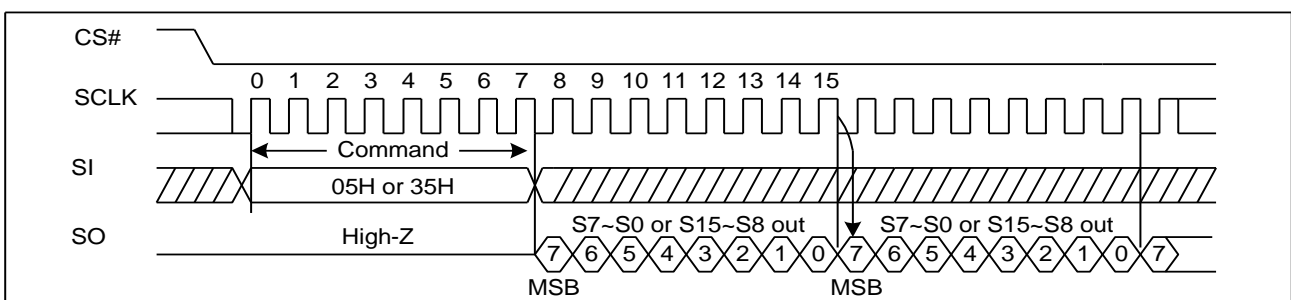 CS#
0 1 2 3 4 5 6 7 8 9 10 11 12 13 14 15
SCLK
Command
SI
05H or 35H
S7~S0 or S15~S8 out S7~S0 or S15~S8 out
SO High-Z
7 6 5 4 3 2 1 0 7 6 5 4 3 2 1 0 7
MSB MSB